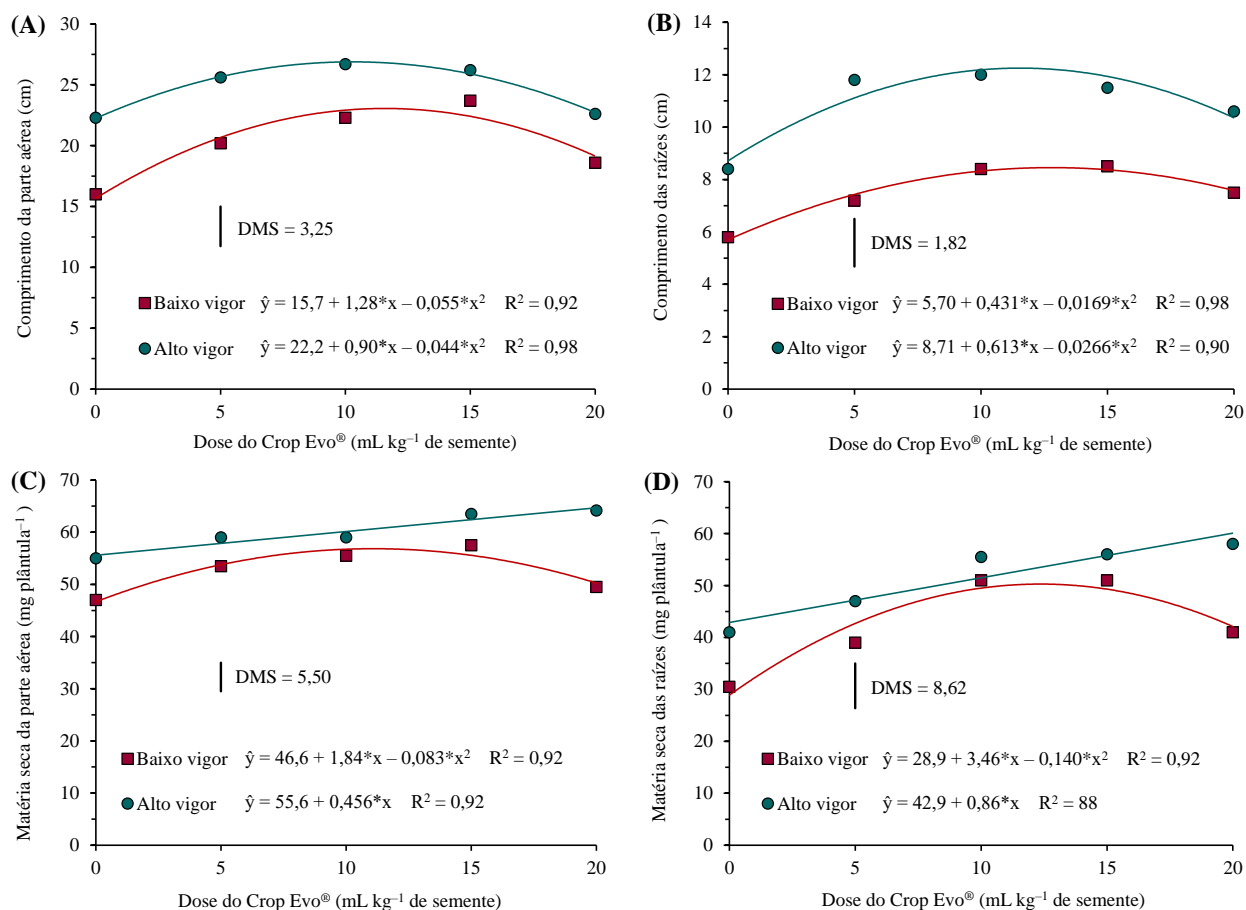 (A)
Comprimento da parte aérea (cm)
30
25
20
15
10
5
0
DMS = 3,25
Baixo vigor ŷ = 15,7 + 1,28*x – 0,055*x² R² = 0,92
Alto vigor ŷ = 22,2 + 0,90*x – 0,044*x² R² = 0,98
0 5 10 15 20
Dose do Crop Evo® (mL kg⁻¹ de semente)
(B)
Comprimento das raízes (cm)
14
12
10
8
6
4
2
0
DMS = 1,82
Baixo vigor ŷ = 5,70 + 0,431*x – 0,0169*x² R² = 0,98
Alto vigor ŷ = 8,71 + 0,613*x – 0,0266*x² R² = 0,90
0 5 10 15 20
Dose do Crop Evo® (mL kg⁻¹ de semente)
(C)
Matéria seca da parte aérea (mg plântula⁻¹)
70
60
50
40
30
20
10
0
DMS = 5,50
Baixo vigor ŷ = 46,6 + 1,84*x – 0,083*x² R² = 0,92
Alto vigor ŷ = 55,6 + 0,456*x R² = 0,92
0 5 10 15 20
Dose do Crop Evo® (mL kg⁻¹ de semente)
(D)
Matéria seca das raízes (mg plântula⁻¹)
70
60
50
40
30
20
10
0
DMS = 8,62
Baixo vigor ŷ = 28,9 + 3,46*x – 0,140*x² R² = 0,92
Alto vigor ŷ = 42,9 + 0,86*x R² = 88
0 5 10 15 20
Dose do Crop Evo® (mL kg⁻¹ de semente)